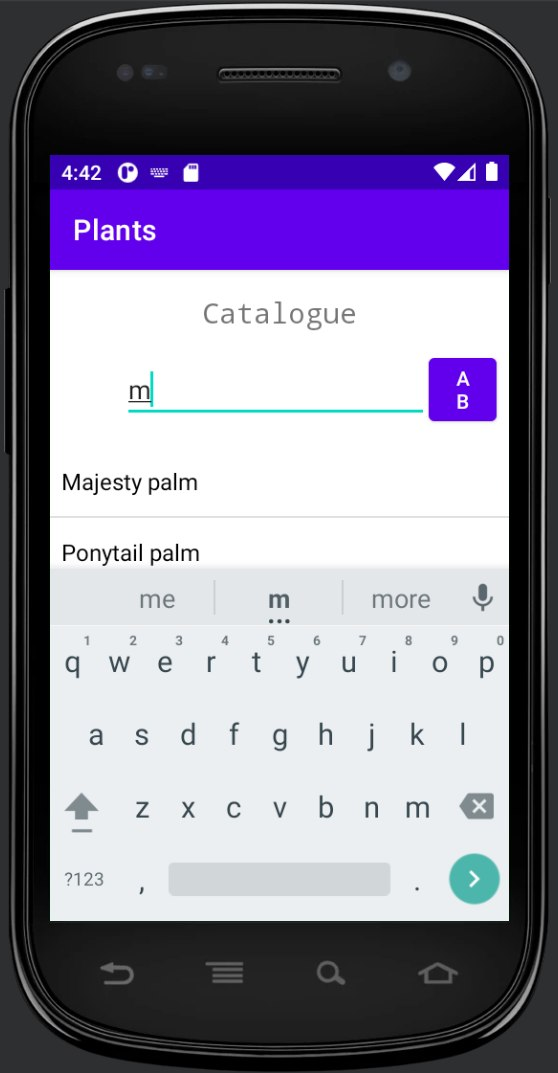 4:42
Plants
Catalogue
m
A
B
Majesty palm
Ponytail palm
me m more
1 2 3 4 5 6 7 8 9 0
q w e r t y u i o p
a s d f g h j k l
z x c v b n m
?123 , .